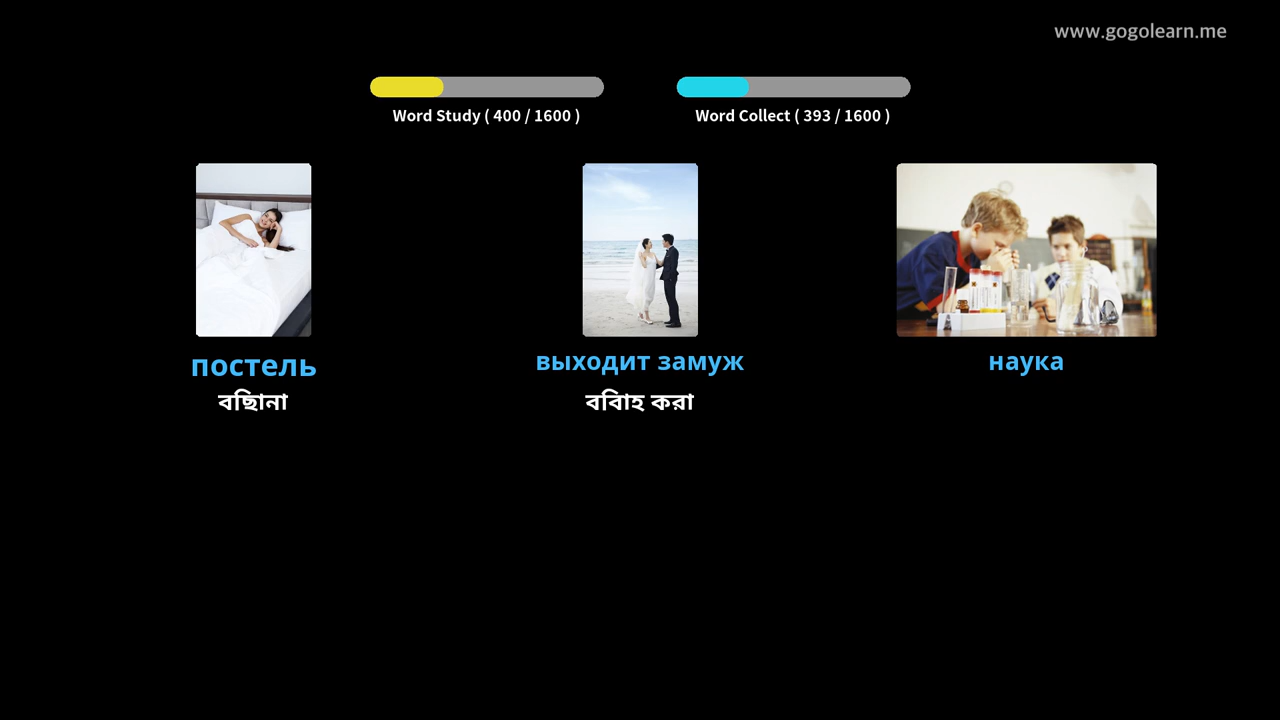 www.gogolearn.me
Word Study ( 400 / 1600 )
Word Collect ( 393 / 1600 )
постель
выходит замуж
наука
বিছানা
বিবাহ করা